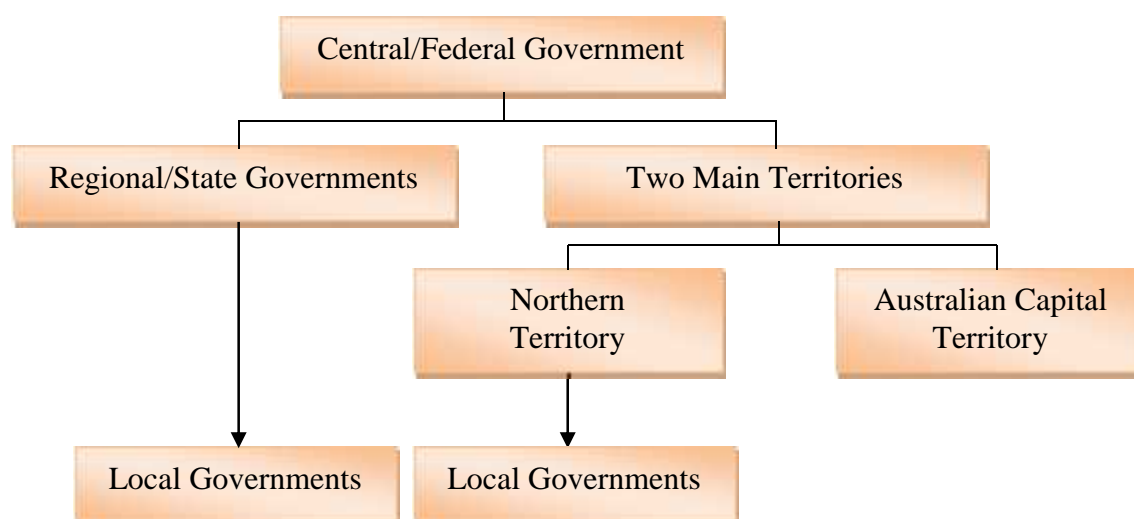 Central/Federal Government
Regional/State Governments
Two Main Territories
Northern
Territory
Australian Capital
Territory
Local Governments
Local Governments